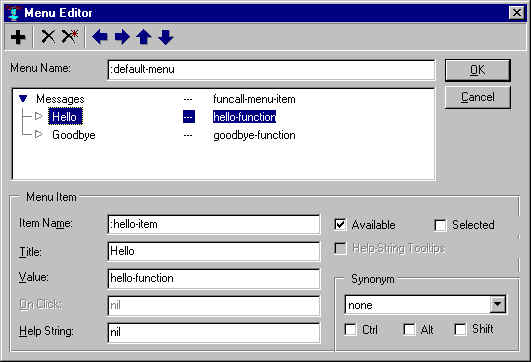 Menu Editor
Menu Name: :default-menu OK
Messages --- funcall-menu-item Cancel
Hello --- hello-function
Goodbye --- goodbye-function
Menu Item
Item Name: :hello-item Available Selected
Title: Hello Help-String Tooltips
Value: hello-function Synonym
On Click: nil none
Help String: nil Ctrl Alt Shift